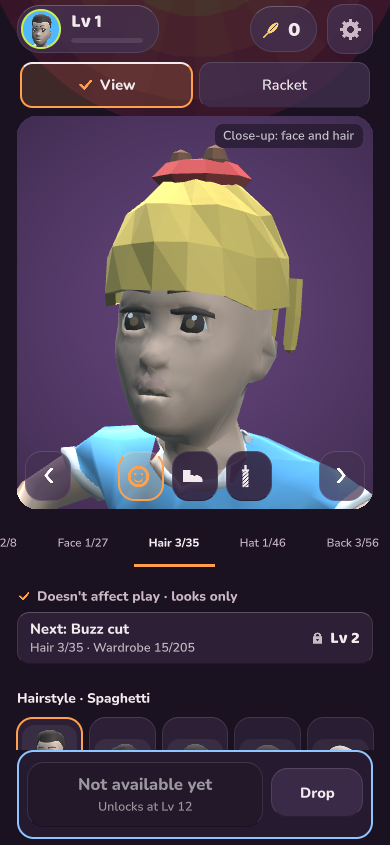 Lv 1
0
View
Racket
Close-up: face and hair
2/8
Face 1/27
Hair 3/35
Hat 1/46
Back 3/56
Doesn't affect play · looks only
Next: Buzz cut
Hair 3/35 · Wardrobe 15/205
Lv 2
Hairstyle · Spaghetti
Not available yet
Unlocks at Lv 12
Drop